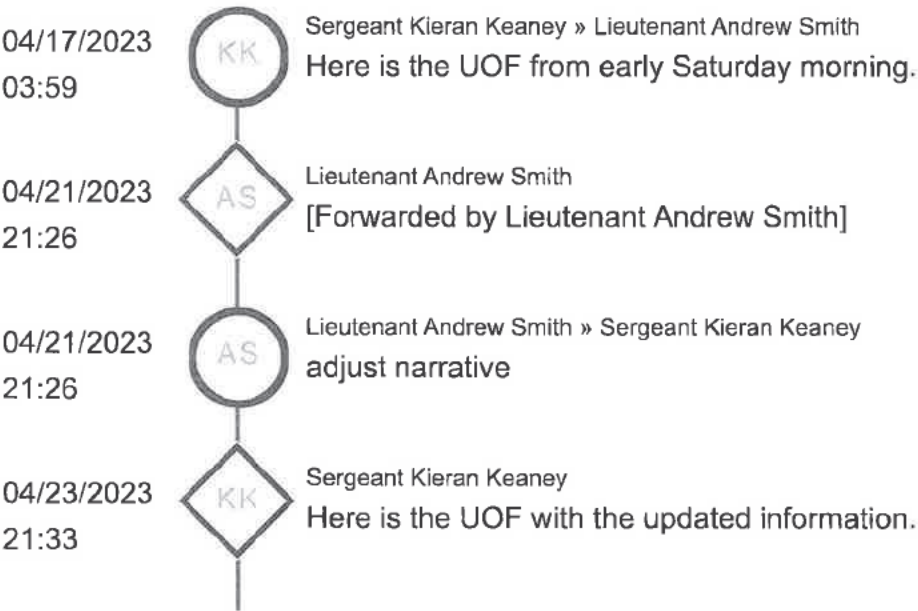 04/17/2023
03:59
KK
Sergeant Kieran Keaney » Lieutenant Andrew Smith
Here is the UOF from early Saturday morning.
04/21/2023
21:26
AS
Lieutenant Andrew Smith
[Forwarded by Lieutenant Andrew Smith]
04/21/2023
21:26
AS
Lieutenant Andrew Smith » Sergeant Kieran Keaney
adjust narrative
04/23/2023
21:33
KK
Sergeant Kieran Keaney
Here is the UOF with the updated information.